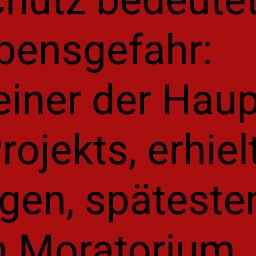 chutz bedeutet
bensgefahr:
einer der Haup
Projekts, erhielt
gen, spätesten
n Moratorium